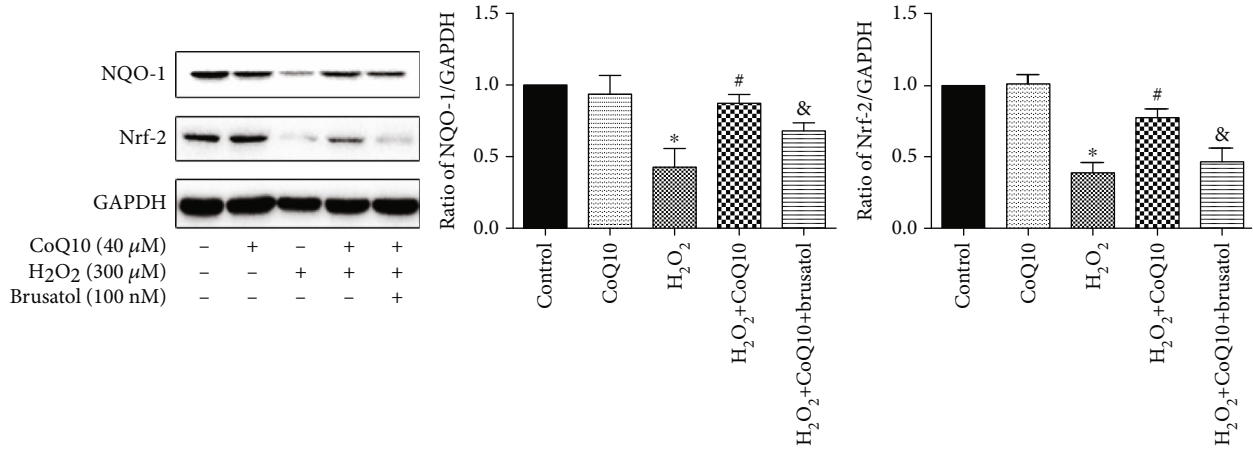 NQO-1
Nrf-2
GAPDH
CoQ10 (40 μM) – + – + +
H₂O₂ (300 μM) – – + + +
Brusatol (100 nM) – – – – +
Ratio of NQO-1/GAPDH
1.5
1.0
0.5
0.0
*
#
&
Control
CoQ10
H₂O₂
H₂O₂+CoQ10
H₂O₂+CoQ10+brusatol
Ratio of Nrf-2/GAPDH
1.5
1.0
0.5
0.0
*
#
&
Control
CoQ10
H₂O₂
H₂O₂+CoQ10
H₂O₂+CoQ10+brusatol